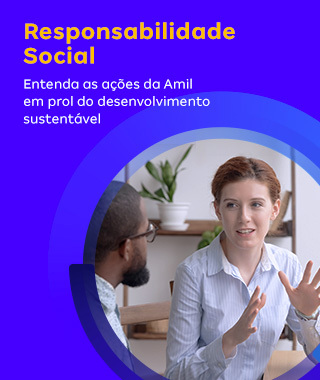 Responsabilidade
Social
Entenda as ações da Amil
em prol do desenvolvimento
sustentável